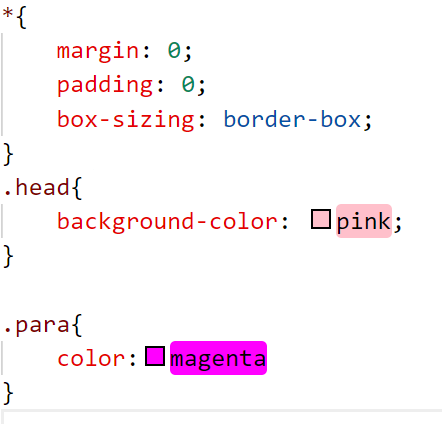 *{
margin: 0;
padding: 0;
box-sizing: border-box;
}
.head{
background-color: pink;
}
.para{
color: magenta
}